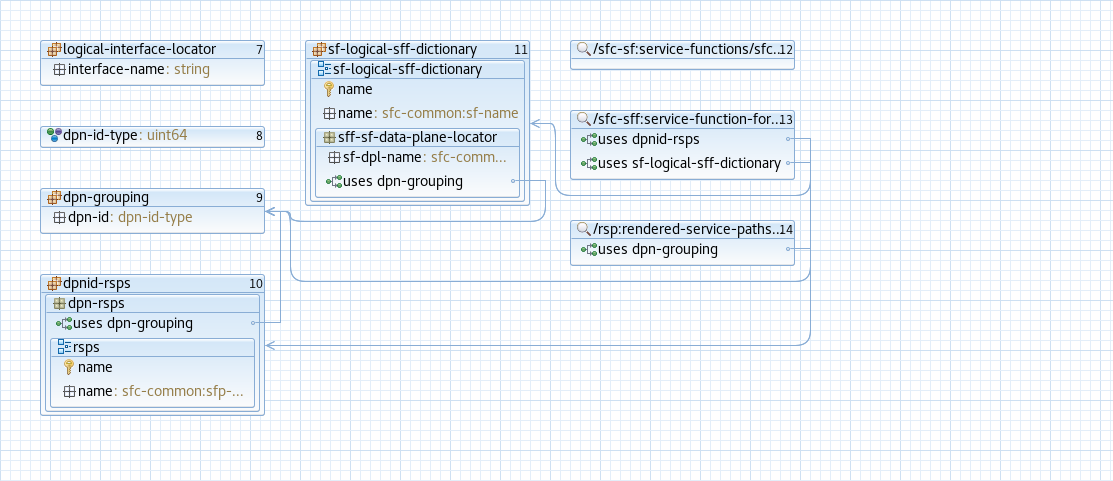 logical-interface-locator 7
interface-name: string
dpn-id-type: uint64 8
dpn-grouping 9
dpn-id: dpn-id-type
dpnid-rsps 10
dpn-rsps
uses dpn-grouping
rsps
name
name: sfc-common:sfp-...
sf-logical-sff-dictionary 11
sf-logical-sff-dictionary
name
name: sfc-common:sf-name
sff-sf-data-plane-locator
sf-dpl-name: sfc-comm...
uses dpn-grouping
/sfc-sf:service-functions/sfc..12
/sfc-sff:service-function-for..13
uses dpnid-rsps
uses sf-logical-sff-dictionary
/rsp:rendered-service-paths..14
uses dpn-grouping